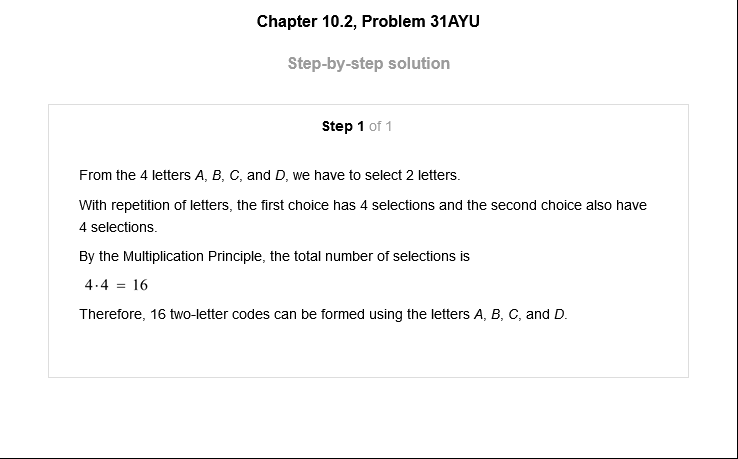 Chapter 10.2, Problem 31AYU
Step-by-step solution
Step 1 of 1
From the 4 letters A, B, C, and D, we have to select 2 letters.
With repetition of letters, the first choice has 4 selections and the second choice also have
4 selections.
By the Multiplication Principle, the total number of selections is
4·4 = 16
Therefore, 16 two-letter codes can be formed using the letters A, B, C, and D.